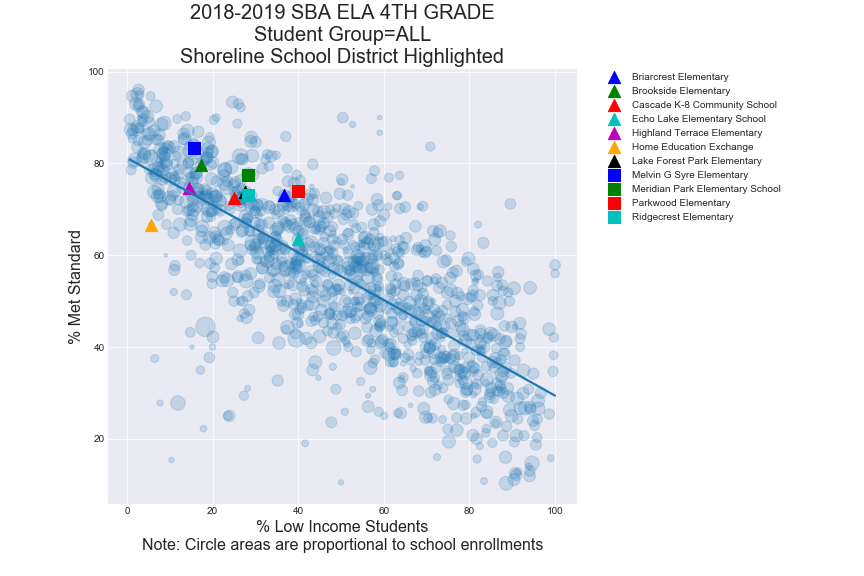 2018-2019 SBA ELA 4TH GRADE
Student Group=ALL
Shoreline School District Highlighted
100
80
60
40
20
% Met Standard
0
20
40
60
80
100
% Low Income Students
Note: Circle areas are proportional to school enrollments
Briarcrest Elementary
Brookside Elementary
Cascade K-8 Community School
Echo Lake Elementary School
Highland Terrace Elementary
Home Education Exchange
Lake Forest Park Elementary
Melvin G Syre Elementary
Meridian Park Elementary School
Parkwood Elementary
Ridgecrest Elementary